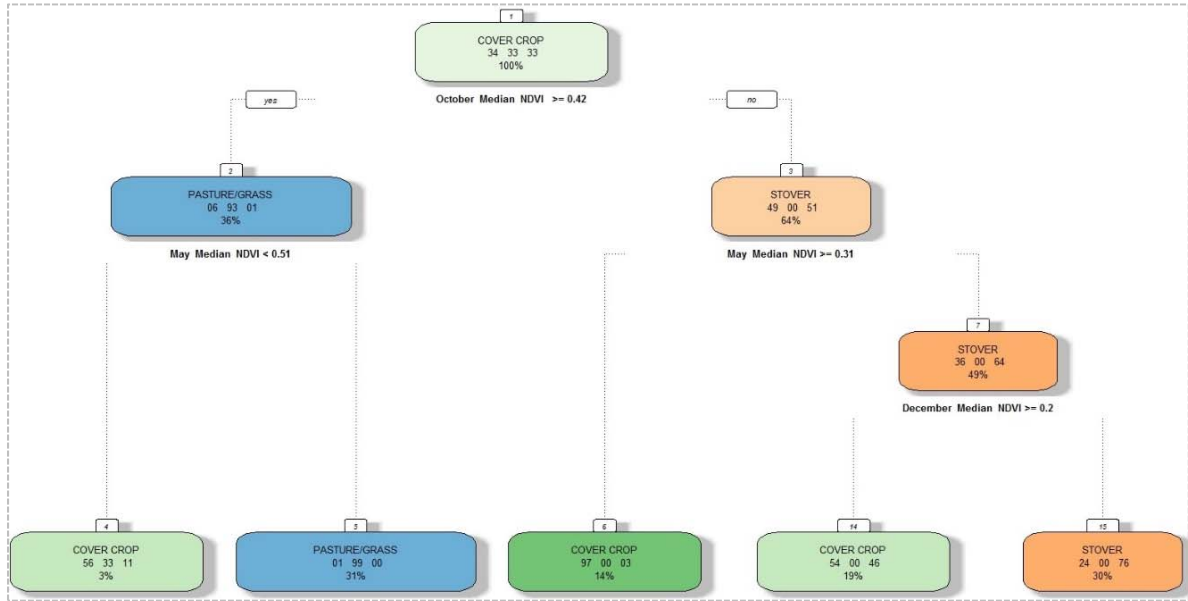 1
COVER CROP
34 33 33
100%
yes
October Median NDVI >= 0.42
no
2
PASTURE/GRASS
06 93 01
36%
3
STOVER
49 00 51
64%
May Median NDVI < 0.51
May Median NDVI >= 0.31
7
STOVER
36 00 64
49%
December Median NDVI >= 0.2
4
COVER CROP
56 33 11
3%
5
PASTURE/GRASS
01 99 00
31%
6
COVER CROP
97 00 03
14%
14
COVER CROP
54 00 46
19%
15
STOVER
24 00 76
30%